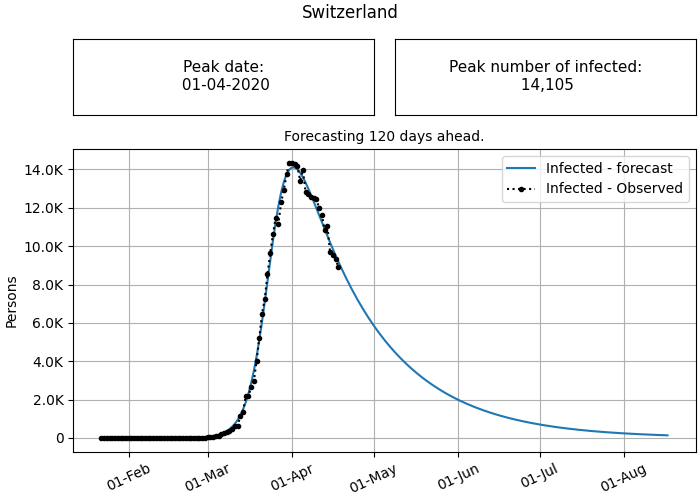 Switzerland
Peak date:
01-04-2020
Peak number of infected:
14,105
Forecasting 120 days ahead.
Infected - forecast
Infected - Observed
Persons
14.0K
12.0K
10.0K
8.0K
6.0K
4.0K
2.0K
0
01-Feb
01-Mar
01-Apr
01-May
01-Jun
01-Jul
01-Aug